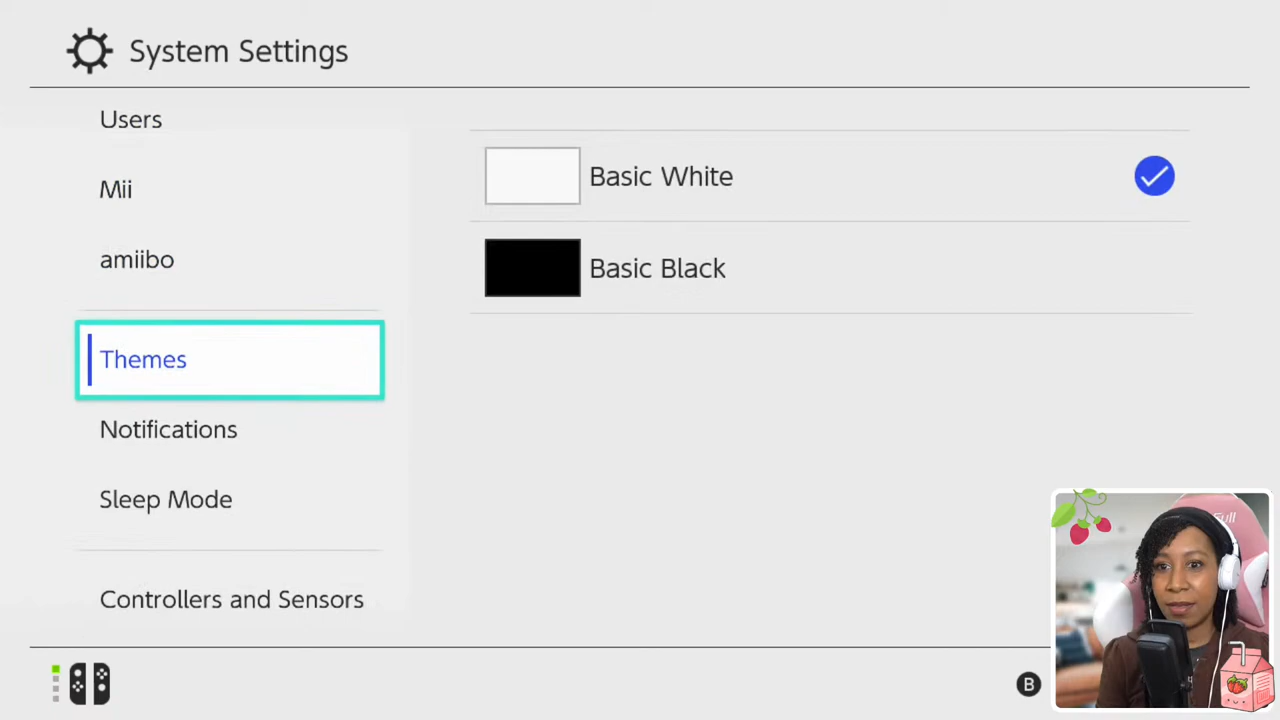 System Settings
Users
Mii
amiibo
Themes
Notifications
Sleep Mode
Controllers and Sensors
Basic White
Basic Black
B